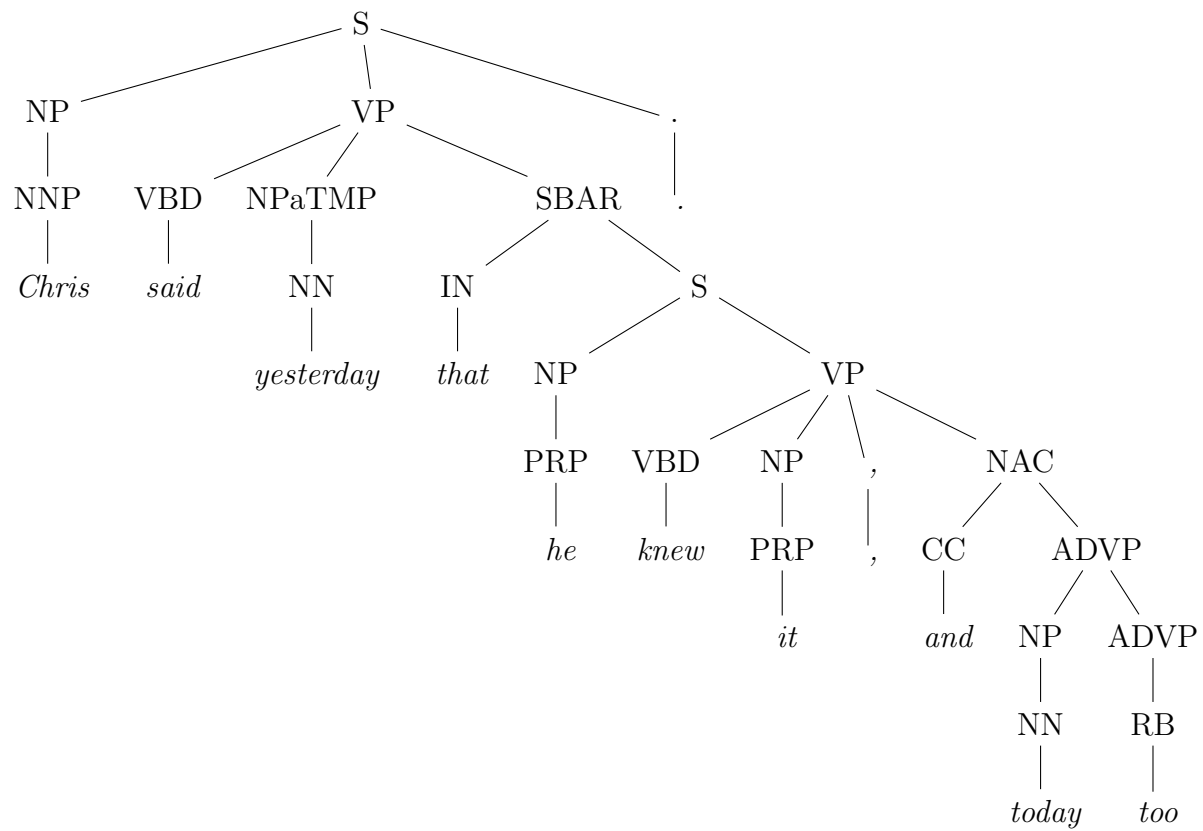 S
NP VP .
NNP VBD NPaTMP SBAR .
Chris said NN IN S
yesterday that NP VP
PRP VBD NP , NAC
he knew PRP , CC ADVP
it and NP ADVP
NN RB
today too